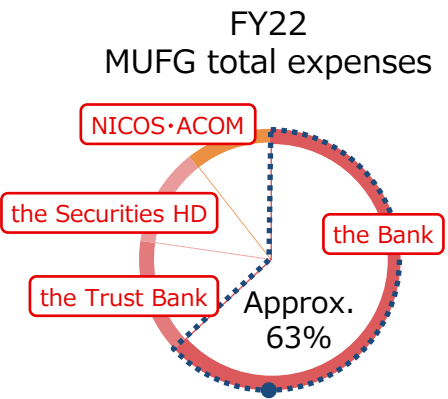 FY22
MUFG total expenses
NICOS・ACOM
the Securities HD
the Bank
the Trust Bank
Approx.
63%